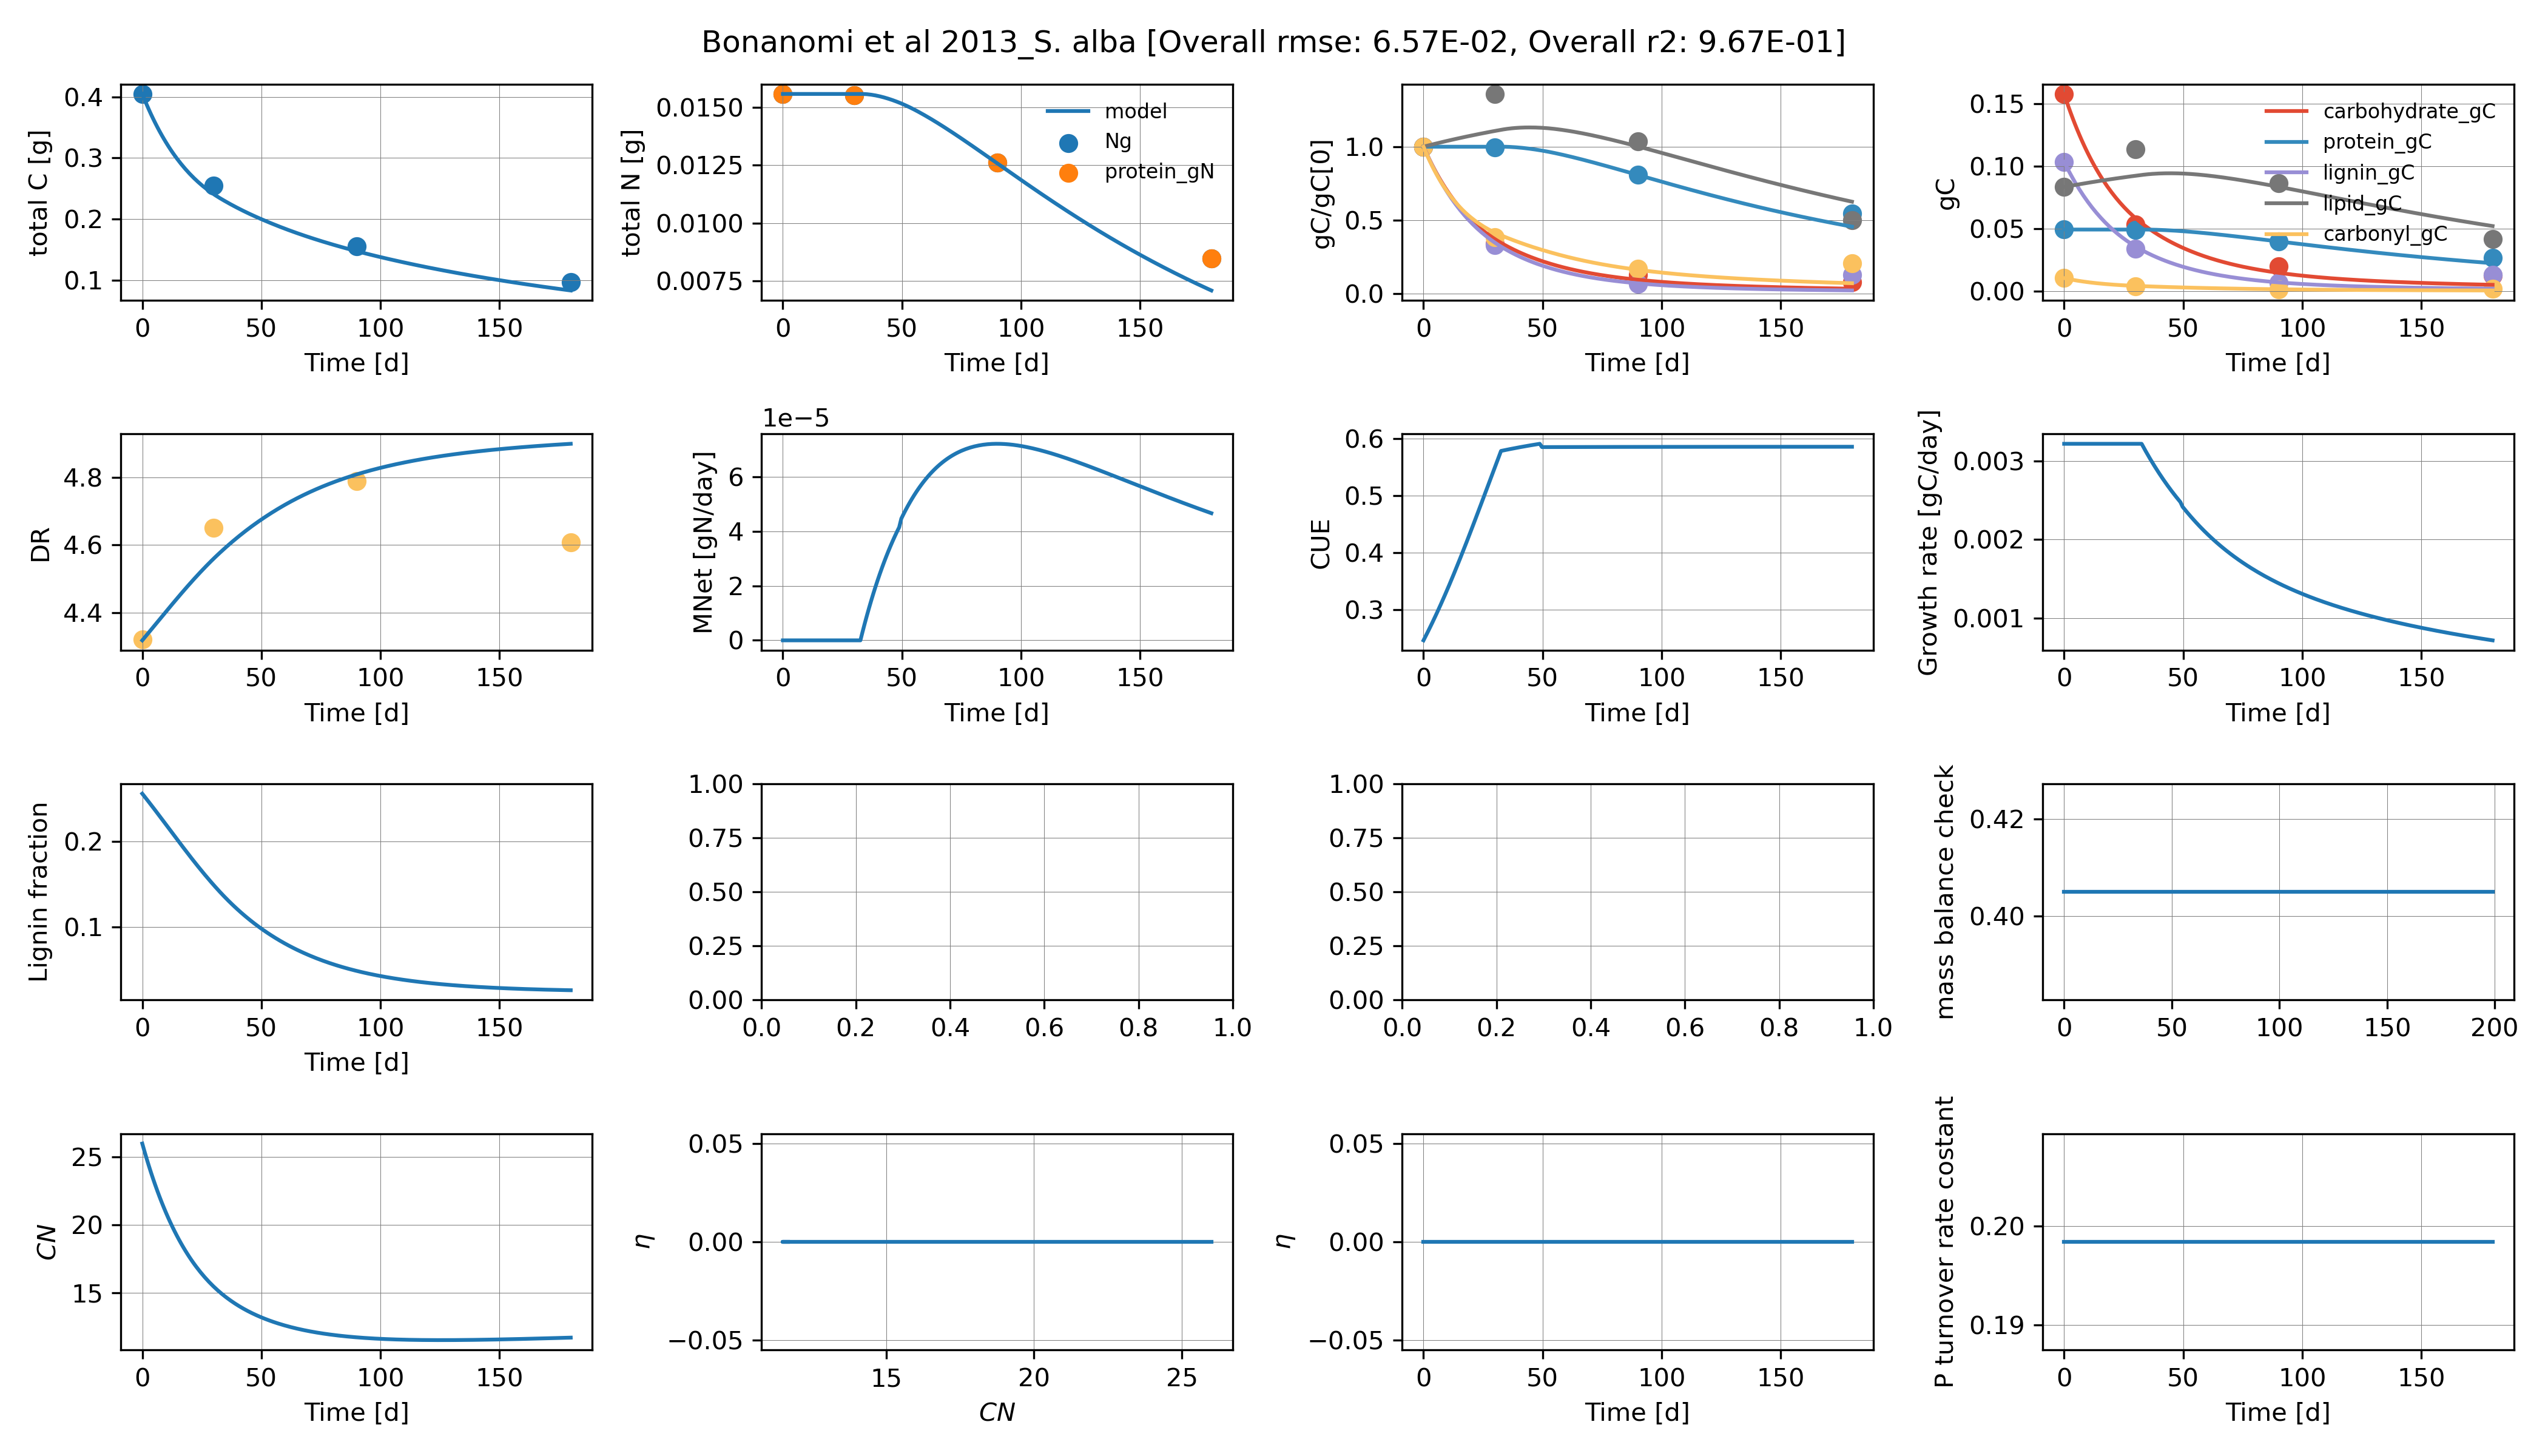 Bonanomi et al 2013_S. alba [Overall rmse: 6.57E-02, Overall r2: 9.67E-01]
total C [g]
0.4
0.3
0.2
0.1
0 50 100 150
Time [d]
total N [g]
0.0150
0.0125
0.0100
0.0075
model
Ng
protein_gN
0 50 100 150
Time [d]
gC/gC[0]
1.0
0.5
0.0
0 50 100 150
Time [d]
gC
0.15
0.10
0.05
0.00
carbohydrate_gC
protein_gC
lignin_gC
lipid_gC
carbonyl_gC
0 50 100 150
Time [d]
DR
4.8
4.6
4.4
0 50 100 150
Time [d]
1e−5
MNet [gN/day]
6
4
2
0
0 50 100 150
Time [d]
CUE
0.6
0.5
0.4
0.3
0 50 100 150
Time [d]
Growth rate [gC/day]
0.003
0.002
0.001
0 50 100 150
Time [d]
Lignin fraction
0.2
0.1
0 50 100 150
Time [d]
1.00
0.75
0.50
0.25
0.00
0.0 0.2 0.4 0.6 0.8 1.0
1.00
0.75
0.50
0.25
0.00
0.0 0.2 0.4 0.6 0.8 1.0
mass balance check
0.42
0.40
0 50 100 150 200
CN
25
20
15
0 50 100 150
Time [d]
η
0.05
0.00
−0.05
15 20 25
CN
η
0.05
0.00
−0.05
0 50 100 150
Time [d]
P turnover rate costant
0.20
0.19
0 50 100 150
Time [d]